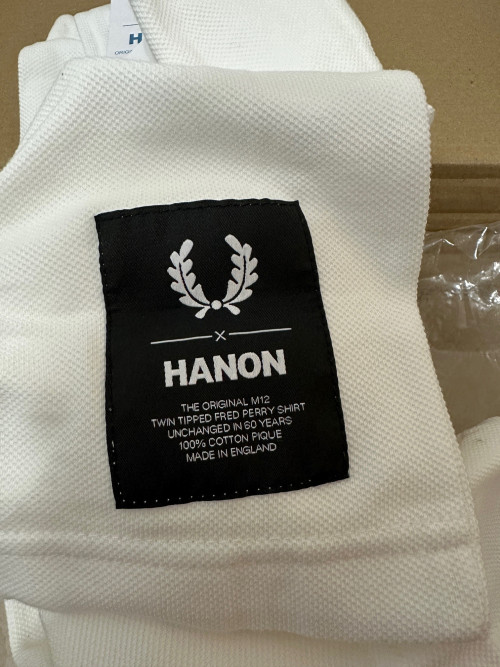 H
×
HANON
THE ORIGINAL M12
TWIN TIPPED FRED PERRY SHIRT
UNCHANGED IN 60 YEARS
100% COTTON PIQUE
MADE IN ENGLAND